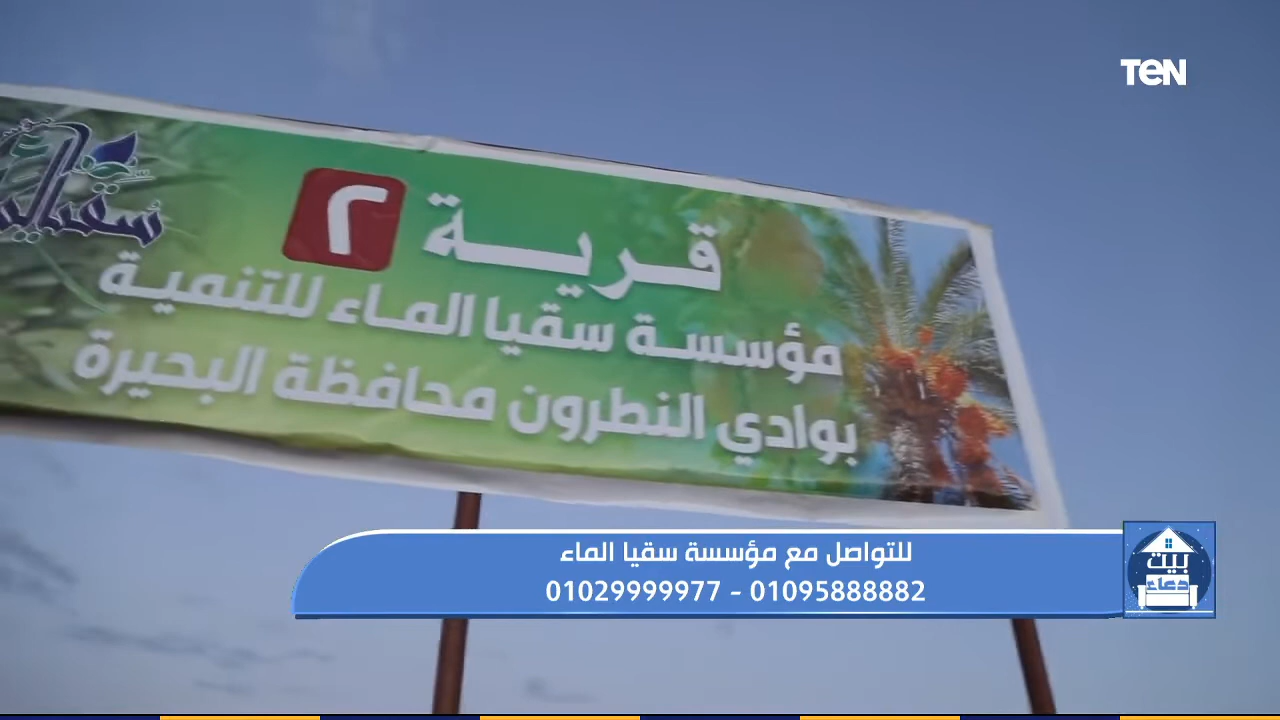 TEN
قرية ٢
مؤسسة سقيا الماء للتنمية
بوادي النطرون محافظة البحيرة
للتواصل مع مؤسسة سقيا الماء
01029999977 - 01095888882
بيت
دعاء